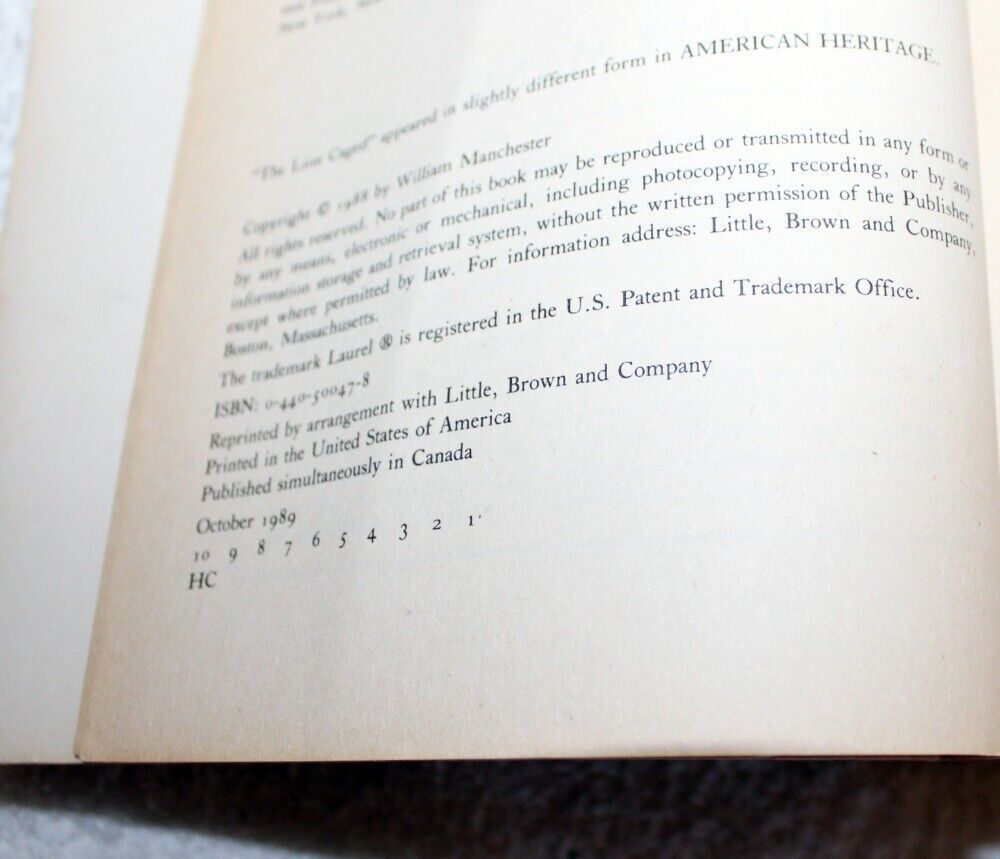 New York, New
"The Lion Caged" appeared in slightly different form in AMERICAN HERITAGE.
Copyright © 1988 by William Manchester
All rights reserved. No part of this book may be reproduced or transmitted in any form or
by any means, electronic or mechanical, including photocopying, recording, or by any
information storage and retrieval system, without the written permission of the Publisher,
except where permitted by law. For information address: Little, Brown and Company,
Boston, Massachusetts.
The trademark Laurel ® is registered in the U.S. Patent and Trademark Office.
ISBN: 0-440-50047-8
Reprinted by arrangement with Little, Brown and Company
Printed in the United States of America
Published simultaneously in Canada
October 1989
10 9 8 7 6 5 4 3 2 1
HC